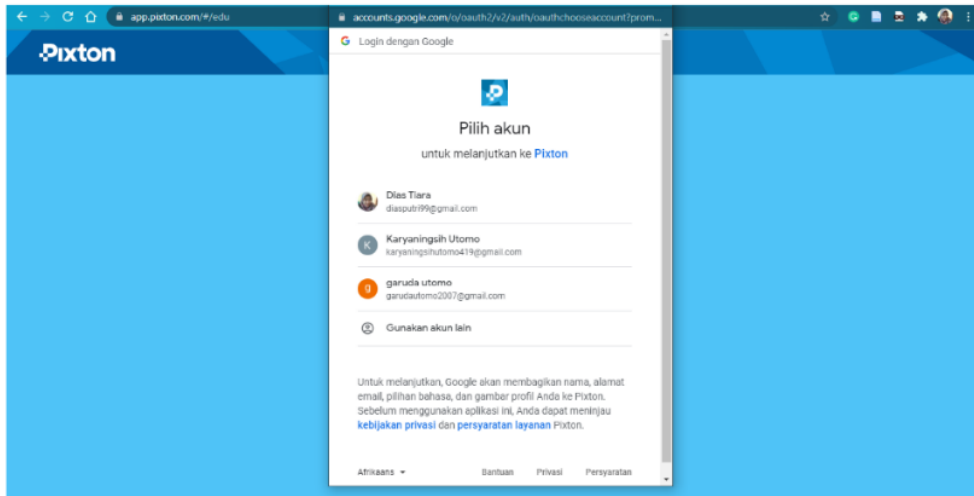 app.pixton.com/#/edu
accounts.google.com/o/oauth2/v2/auth/oauthchooseaccount?prom...
Pixton
G Login dengan Google
Pilih akun
untuk melanjutkan ke Pixton
Dias Tiara
diasputri99@gmail.com
K
Karyaningsih Utomo
karyaningsihutomo419@gmail.com
g
garuda utomo
garudautomo2007@gmail.com
Gunakan akun lain
Untuk melanjutkan, Google akan membagikan nama, alamat
email, pilihan bahasa, dan gambar profil Anda ke Pixton.
Sebelum menggunakan aplikasi ini, Anda dapat meninjau
kebijakan privasi dan persyaratan layanan Pixton.
Afrikaans
Bantuan Privasi Persyaratan